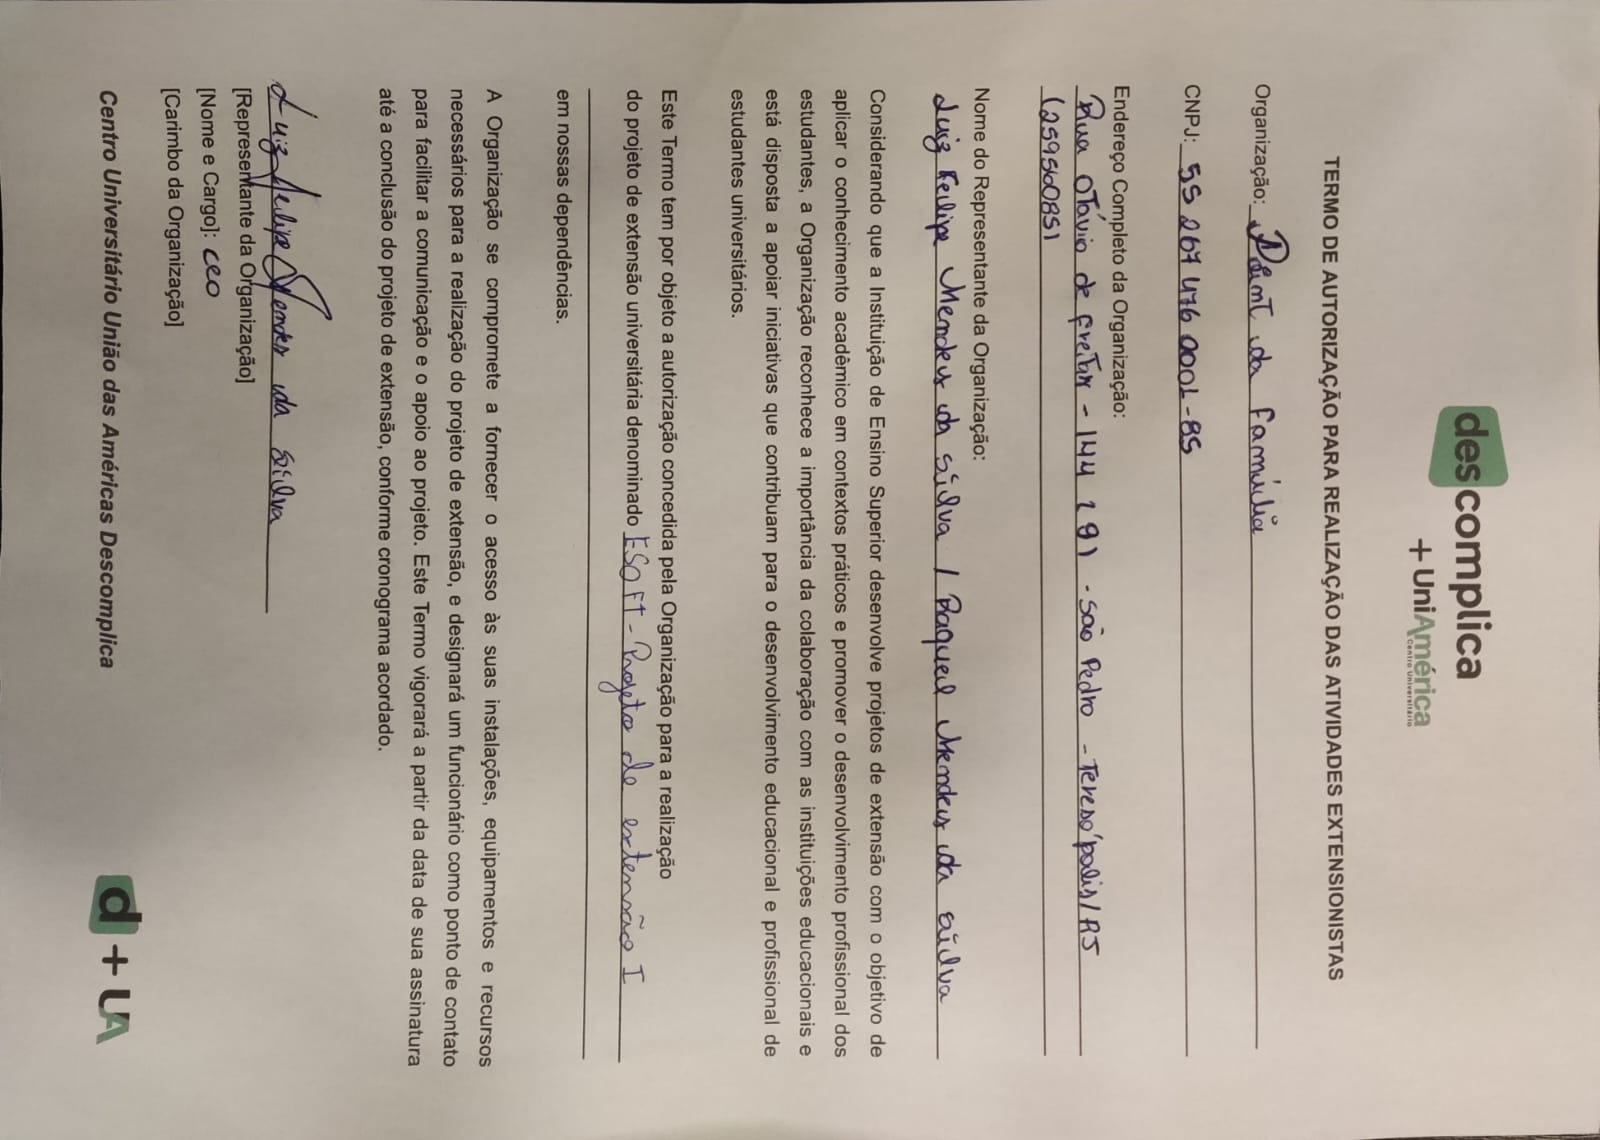 descomplica
+ UniAmérica
Centro Universitário
TERMO DE AUTORIZAÇÃO PARA REALIZAÇÃO DAS ATIVIDADES EXTENSIONISTAS
Organização: Point da Família
CNPJ: 55 267 476 0001-85
Endereço Completo da Organização:
Rua Otávio de freitas - 144 291 - São Pedro - Teresópolis/RJ
(25956085)
Nome do Representante da Organização:
Luiz Felipe Mendes da Silva / Raquel Mendes da Silva
Considerando que a Instituição de Ensino Superior desenvolve projetos de extensão com o objetivo de
aplicar o conhecimento acadêmico em contextos práticos e promover o desenvolvimento profissional dos
estudantes, a Organização reconhece a importância da colaboração com as instituições educacionais e
está disposta a apoiar iniciativas que contribuam para o desenvolvimento educacional e profissional de
estudantes universitários.
Este Termo tem por objeto a autorização concedida pela Organização para a realização
do projeto de extensão universitária denominado ESOFT - Projeto de extensão I
em nossas dependências.
A Organização se compromete a fornecer o acesso às suas instalações, equipamentos e recursos
necessários para a realização do projeto de extensão, e designará um funcionário como ponto de contato
para facilitar a comunicação e o apoio ao projeto. Este Termo vigorará a partir da data de sua assinatura
até a conclusão do projeto de extensão, conforme cronograma acordado.
Luiz Felipe Mendes da Silva
[Representante da Organização]
[Nome e Cargo]: CEO
[Carimbo da Organização]
Centro Universitário União das Américas Descomplica
d + UA